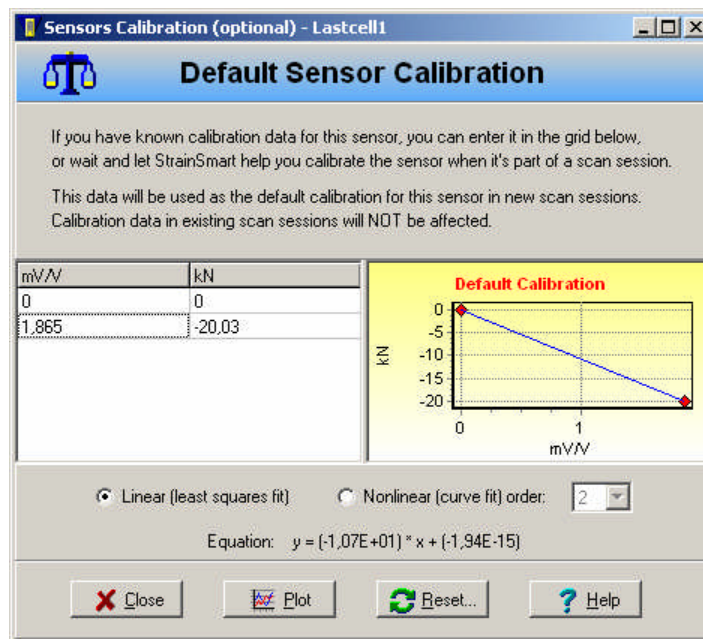 Sensors Calibration (optional) - Lastcell1
Default Sensor Calibration
If you have known calibration data for this sensor, you can enter it in the grid below,
or wait and let StrainSmart help you calibrate the sensor when it's part of a scan session.
This data will be used as the default calibration for this sensor in new scan sessions.
Calibration data in existing scan sessions will NOT be affected.
mV/V kN
0 0
1,865 -20,03
Default Calibration
0
-5
-10
-15
-20
kN
0 1
mV/V
Linear (least squares fit) Nonlinear (curve fit) order: 2
Equation: y = (-1,07E+01) * x + (-1,94E-15)
Close Plot Reset... Help